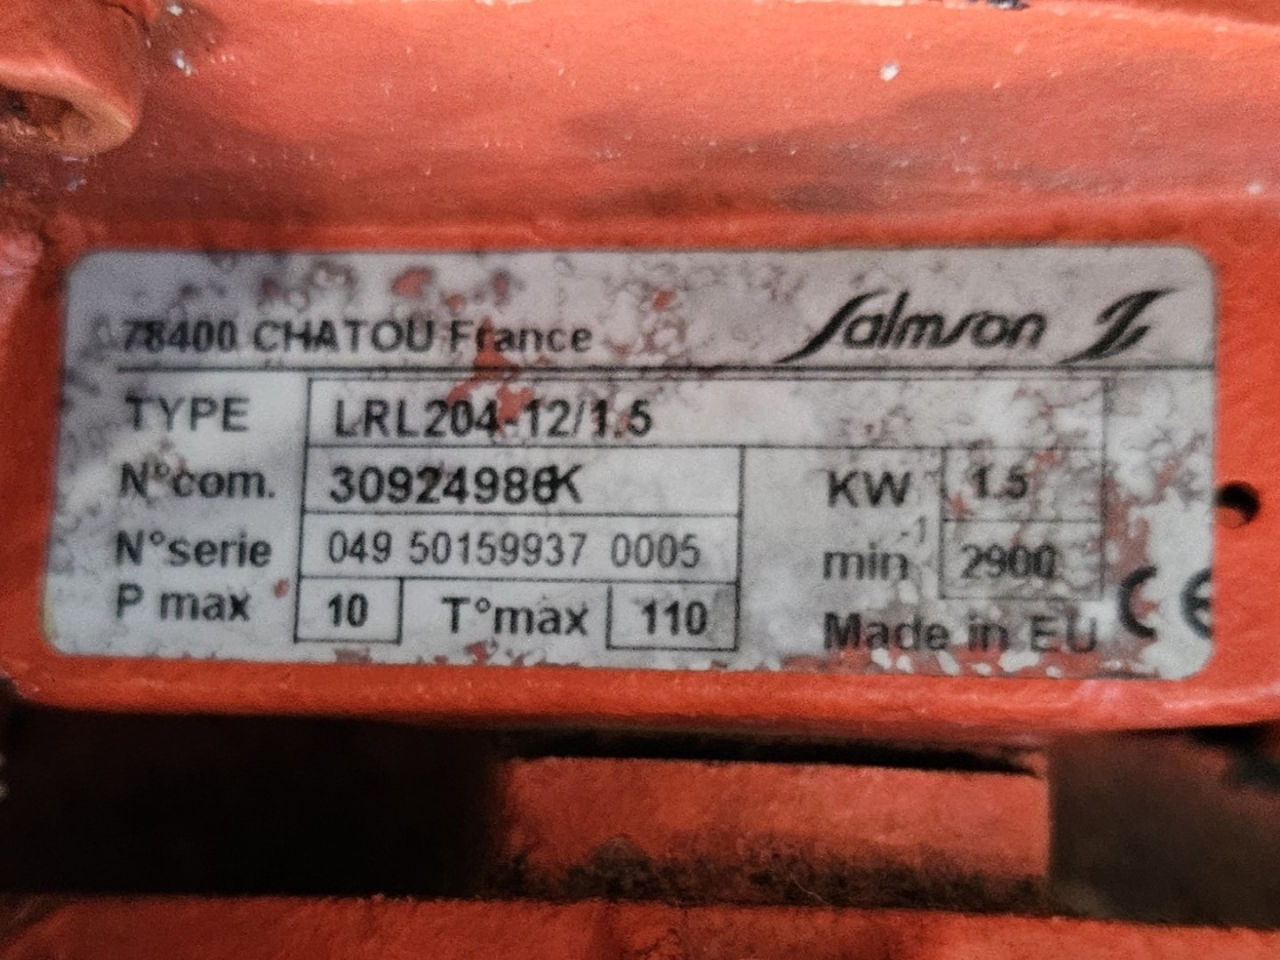 78400 CHATOU France Salmson
TYPE LRL204-12/1.5
N°com. 30924986K KW 1.5
N°serie 049 50159937 0005 min-1 2900
P max 10 T°max 110 Made in EU CE